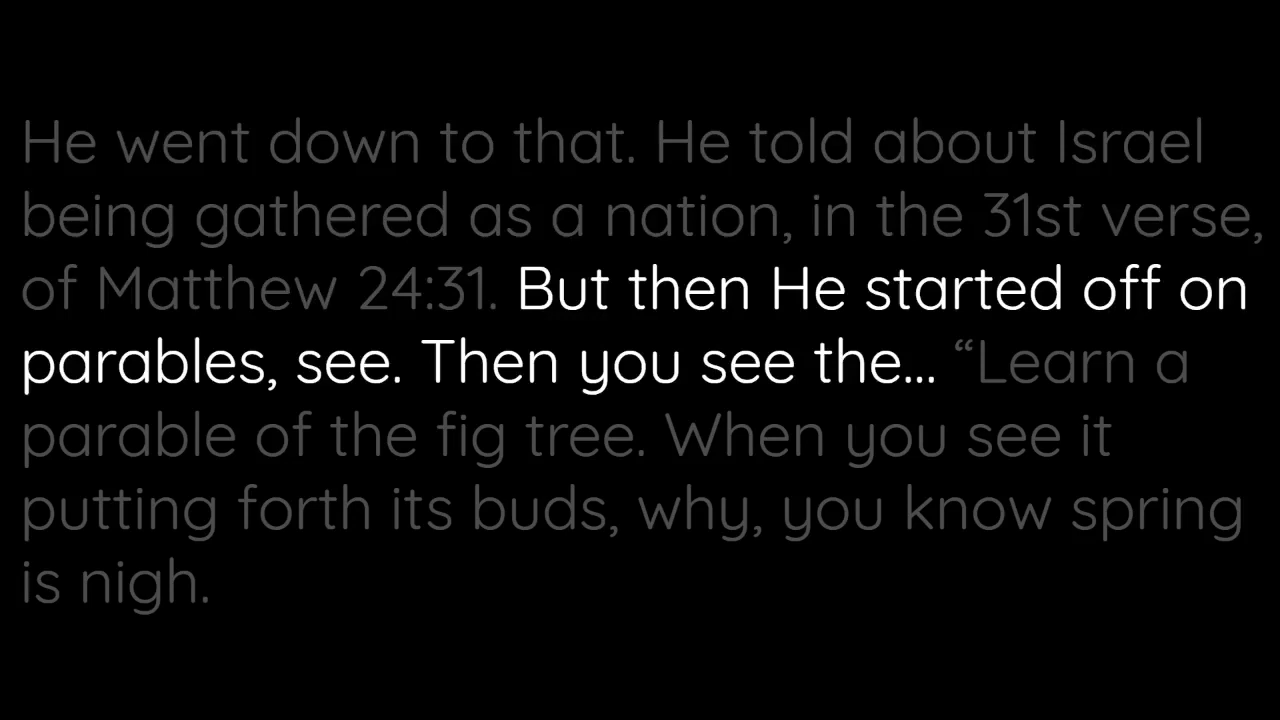 He went down to that. He told about Israel
being gathered as a nation, in the 31st verse,
of Matthew 24:31. But then He started off on
parables, see. Then you see the... “Learn a
parable of the fig tree. When you see it
putting forth its buds, why, you know spring
is nigh.